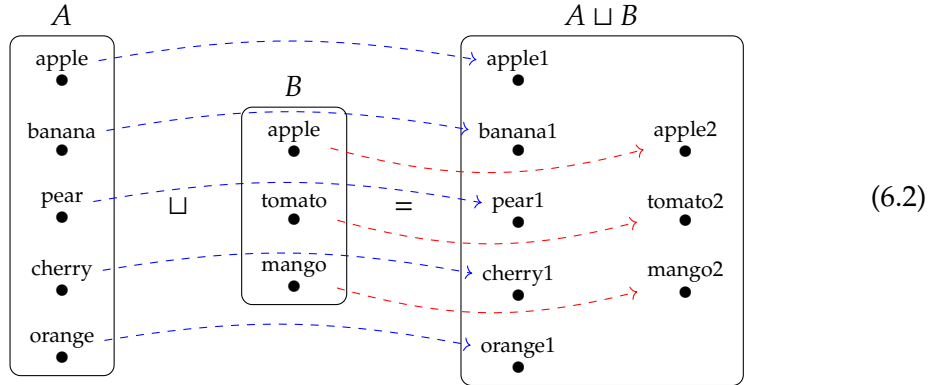 A
A ⊔ B
apple
apple1
B
banana
apple
banana1
apple2
pear
⊔
tomato
=
pear1
tomato2
(6.2)
cherry
mango
cherry1
mango2
orange
orange1